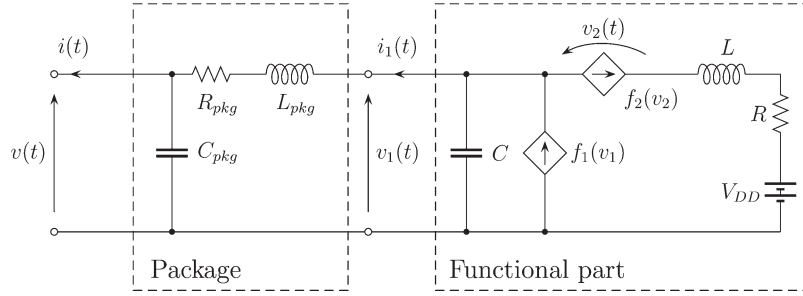 v₂(t)
i(t)
i₁(t)
L
R_pkg
L_pkg
f₂(v₂)
R
v(t)
C_pkg
v₁(t)
C
f₁(v₁)
V_DD
Package
Functional part